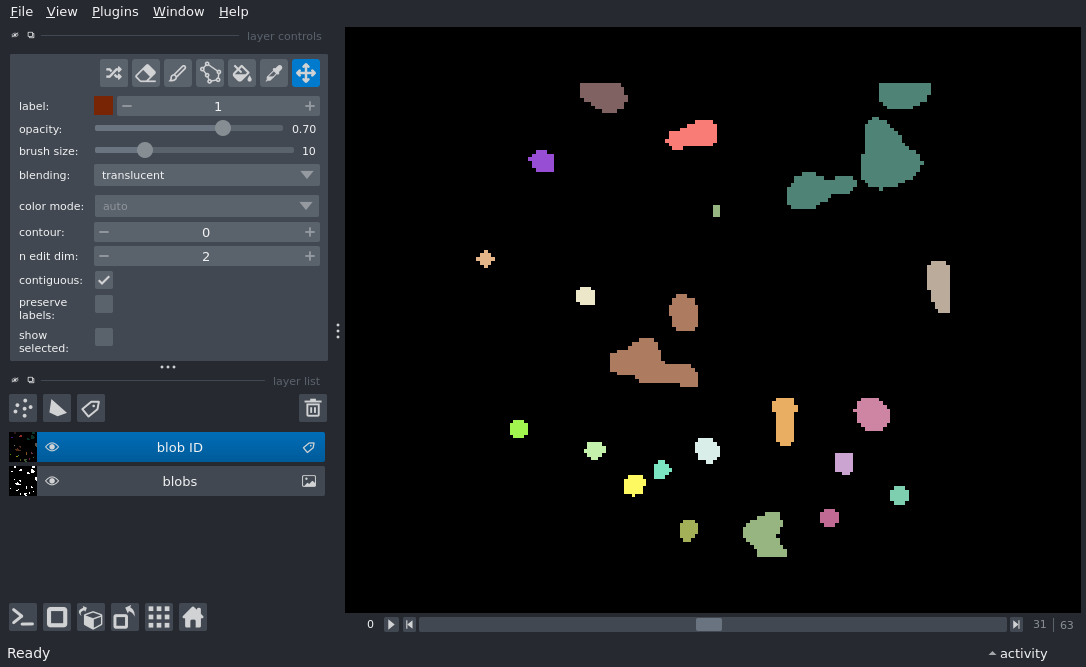 File View Plugins Window Help
layer controls
label: 1
opacity: 0.70
brush size: 10
blending: translucent
color mode: auto
contour: 0
n edit dim: 2
contiguous:
preserve
labels:
show
selected:
layer list
blob ID
blobs
0 31 63
Ready activity